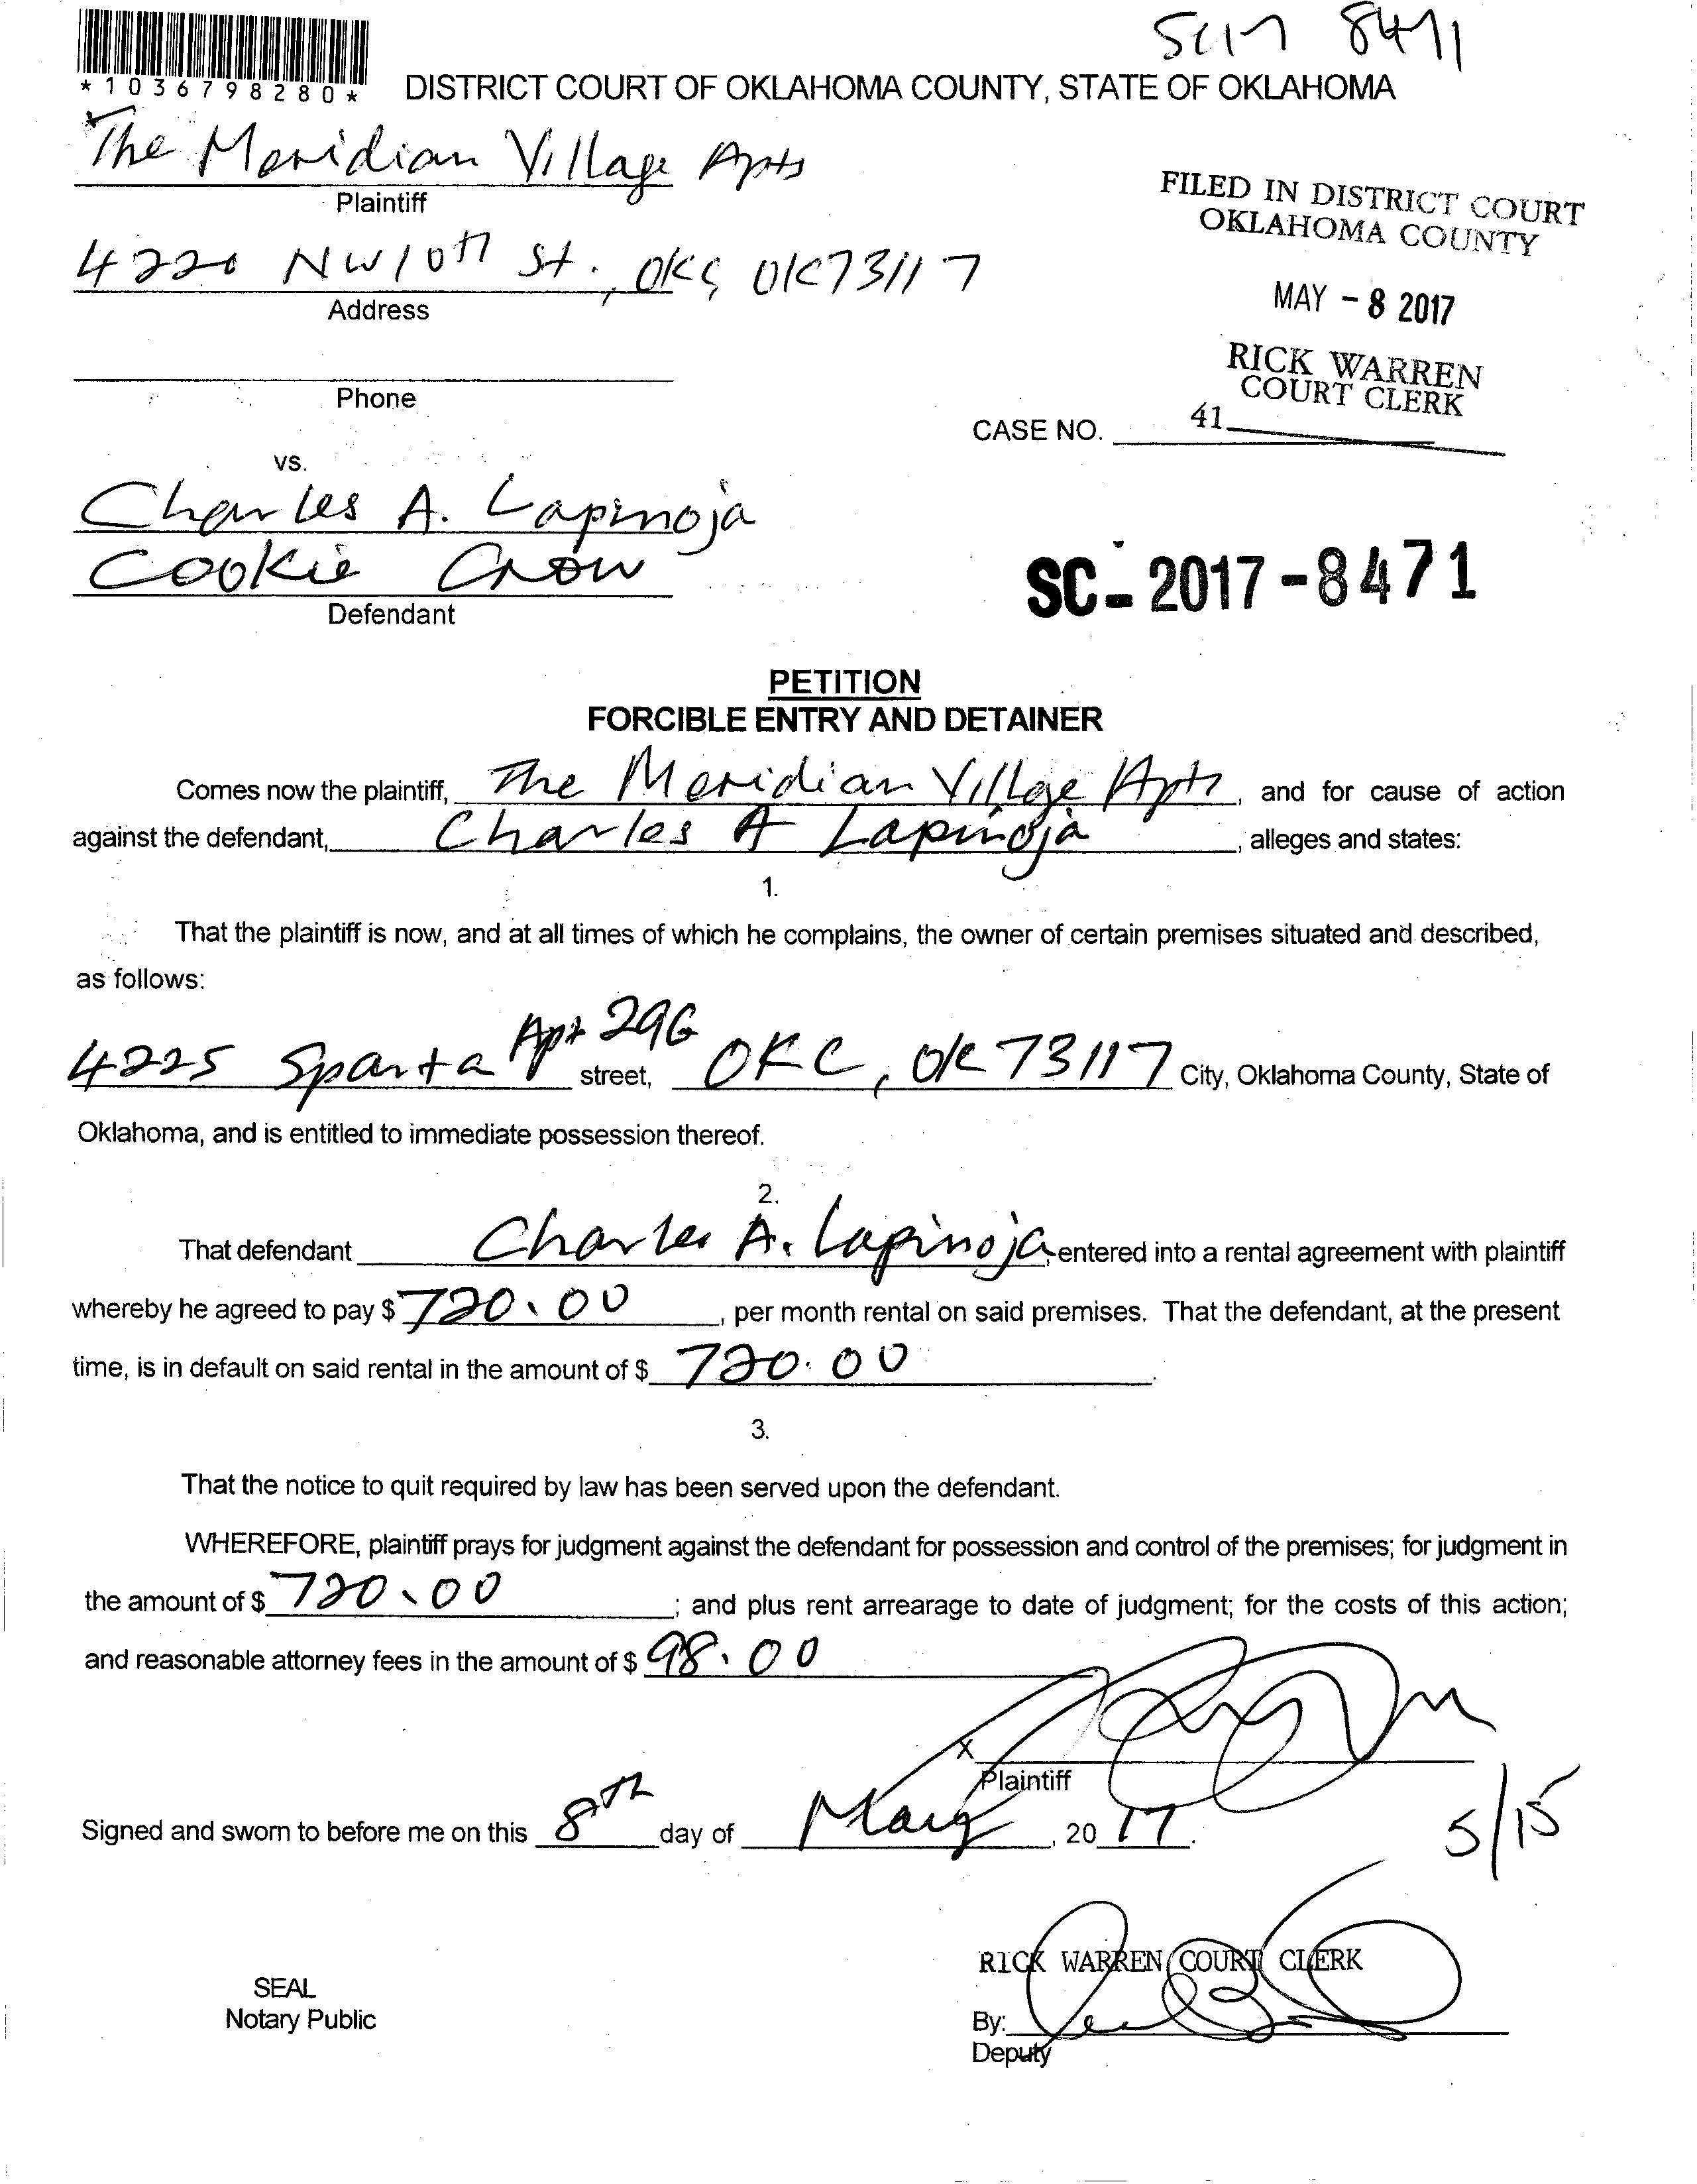 SC17 8471
*1036798280*
DISTRICT COURT OF OKLAHOMA COUNTY, STATE OF OKLAHOMA
The Meridian Village Apts
Plaintiff
FILED IN DISTRICT COURT
OKLAHOMA COUNTY
4220 NW 10th St., OKC OK 73117
Address
MAY - 8 2017
RICK WARREN
COURT CLERK
Phone
CASE NO. 41
vs.
Charles A. Lapinoja
Cookie Crow
Defendant
SC-2017-8471
PETITION
FORCIBLE ENTRY AND DETAINER
Comes now the plaintiff, The Meridian Village Apts, and for cause of action
against the defendant, Charles A Lapinoja, alleges and states:
1.
That the plaintiff is now, and at all times of which he complains, the owner of certain premises situated and described,
as follows:
4225 Sparta Apt 29G street, OKC, OK 73117 City, Oklahoma County, State of
Oklahoma, and is entitled to immediate possession thereof.
2.
That defendant Charles A. Lapinoja, entered into a rental agreement with plaintiff
whereby he agreed to pay $ 720.00, per month rental on said premises. That the defendant, at the present
time, is in default on said rental in the amount of $ 720.00.
3.
That the notice to quit required by law has been served upon the defendant.
WHEREFORE, plaintiff prays for judgment against the defendant for possession and control of the premises; for judgment in
the amount of $ 720.00; and plus rent arrearage to date of judgment; for the costs of this action;
and reasonable attorney fees in the amount of $ 98.00
X
Plaintiff
Signed and sworn to before me on this 8th day of May, 2017.
5/15
RICK WARREN COURT CLERK
SEAL
Notary Public
By:
Deputy